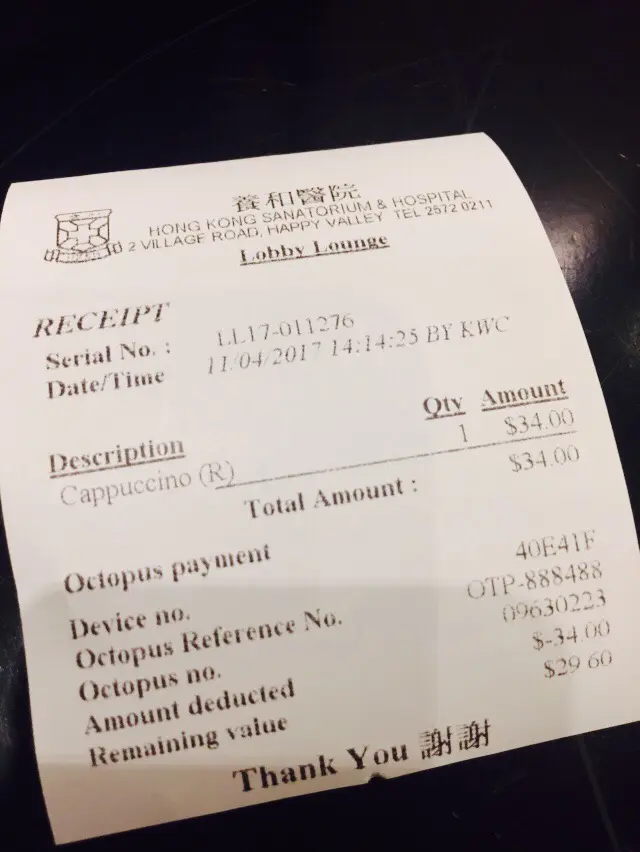 養和醫院
HONG KONG SANATORIUM & HOSPITAL
2 VILLAGE ROAD, HAPPY VALLEY TEL 2572 0211
Lobby Lounge
RECEIPT
Serial No. : LL17-011276
Date/Time 11/04/2017 14:14:25 BY KWC
Description Qty Amount
Cappuccino (R) 1 $34.00
Total Amount : $34.00
Octopus payment
Device no. 40E41F
Octopus Reference No. OTP-888488
Octopus no. 09630223
Amount deducted $-34.00
Remaining value $29.60
Thank You 謝謝